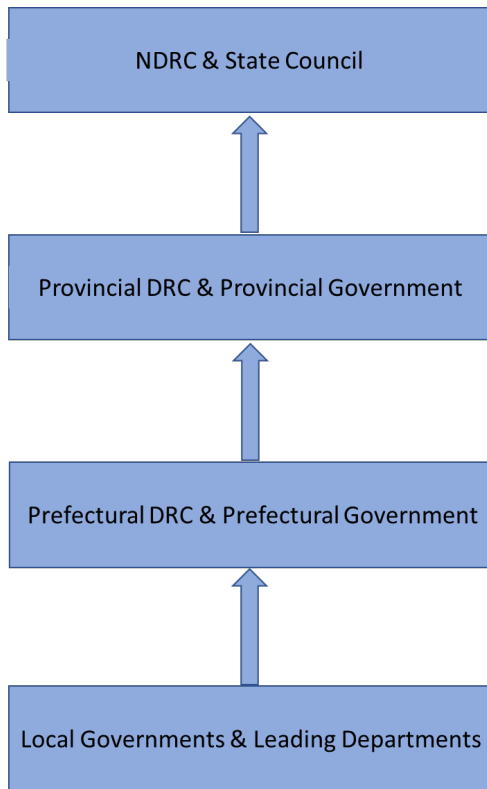 NDRC & State Council
Provincial DRC & Provincial Government
Prefectural DRC & Prefectural Government
Local Governments & Leading Departments